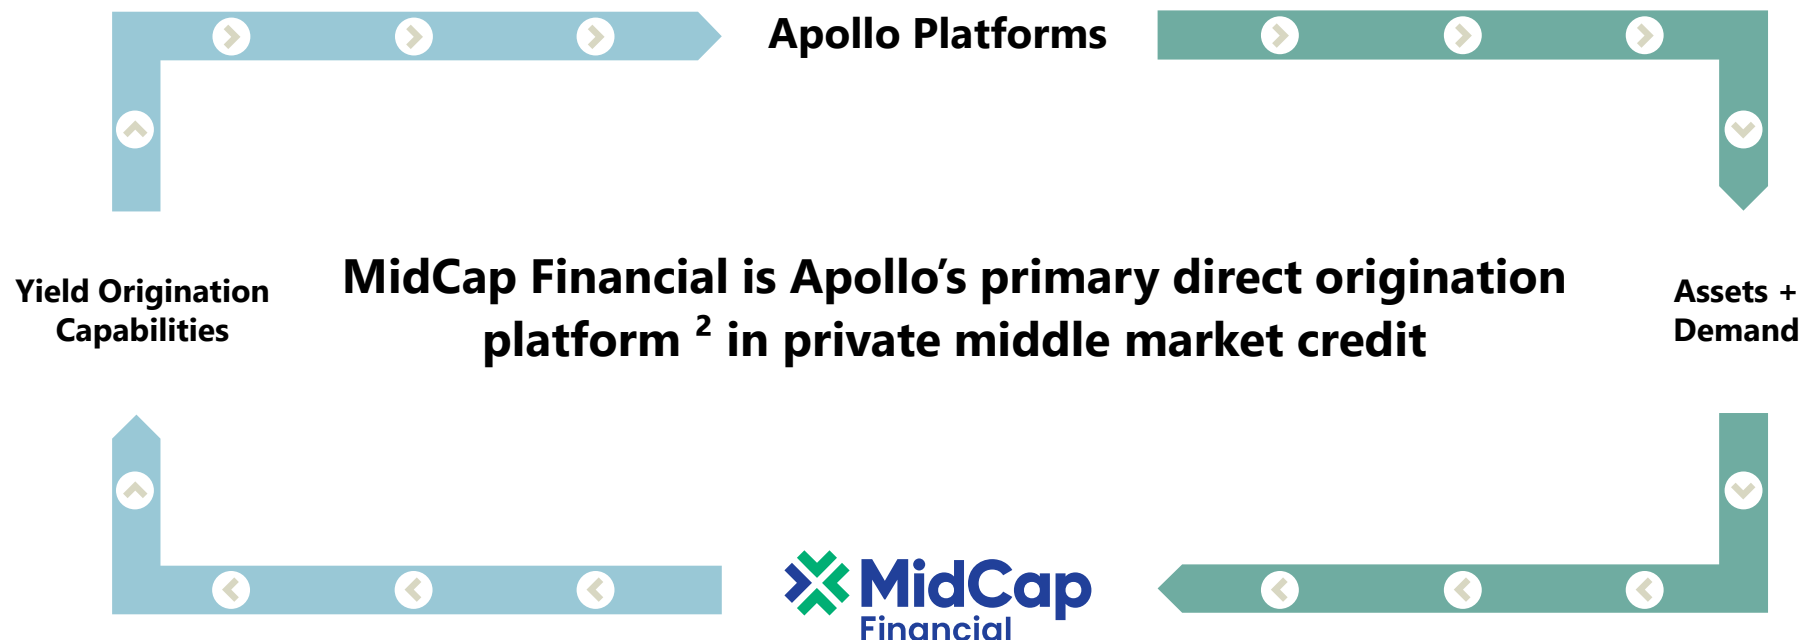 Apollo Platforms
Yield Origination
Capabilities
MidCap Financial is Apollo’s primary direct origination
platform ² in private middle market credit
Assets +
Demand
MidCap
Financial